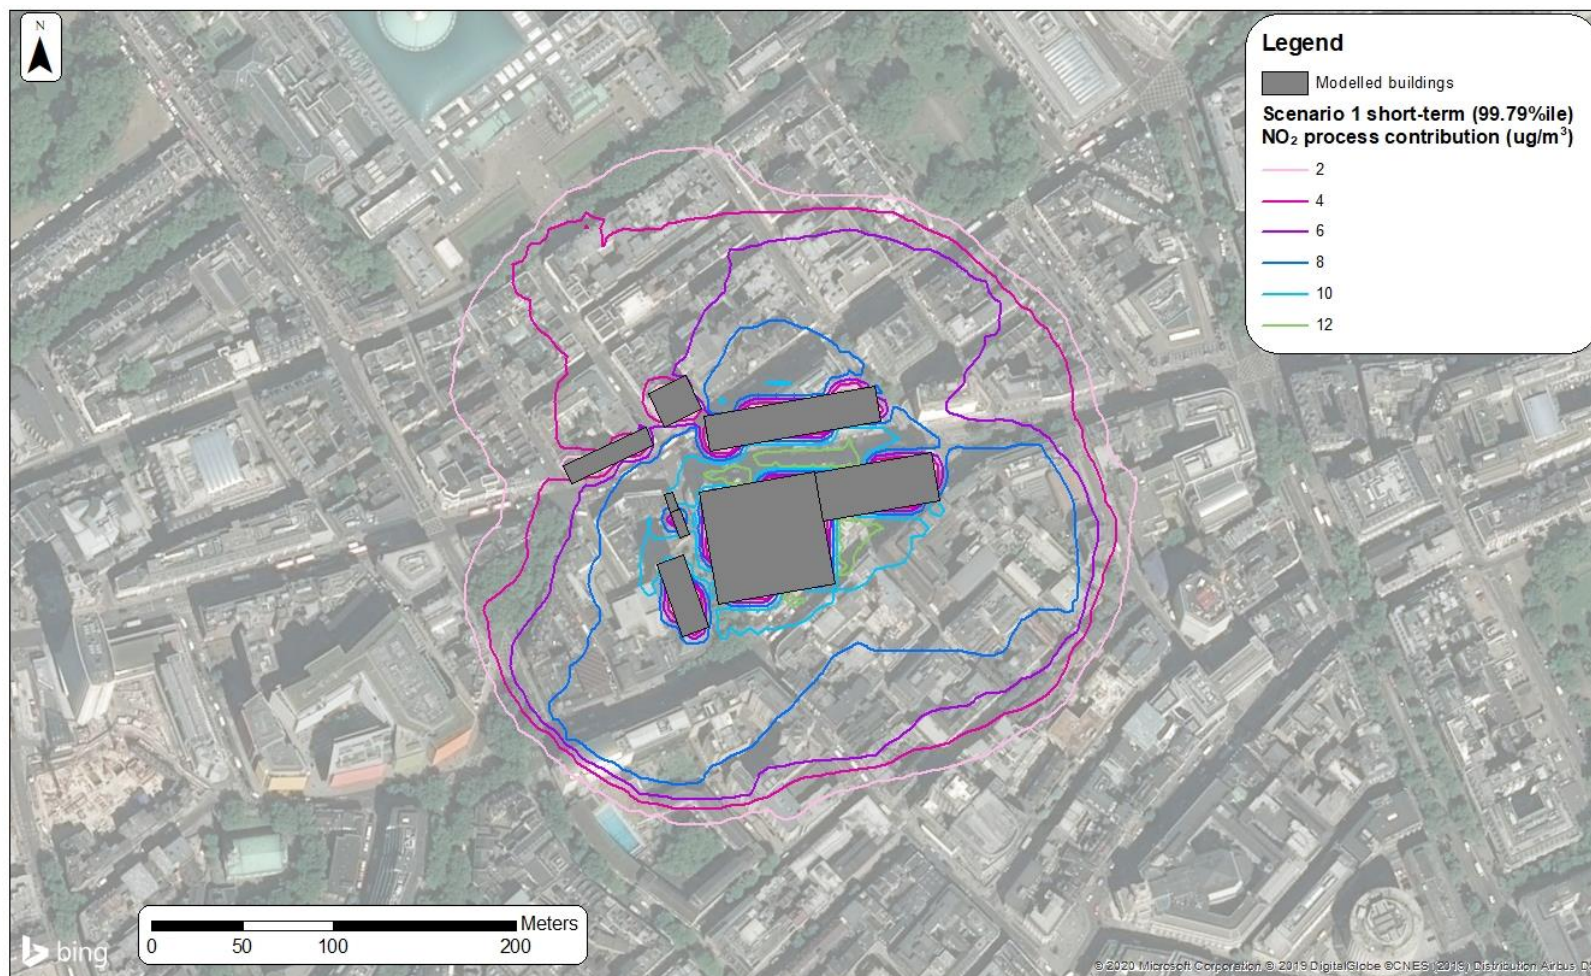 N
Legend
Modelled buildings
Scenario 1 short-term (99.79%ile)
NO₂ process contribution (ug/m³)
2
4
6
8
10
12
Meters
0 50 100 200
bing
© 2020 Microsoft Corporation © 2019 DigitalGlobe ©CNES (2019) Distribution Airbus D